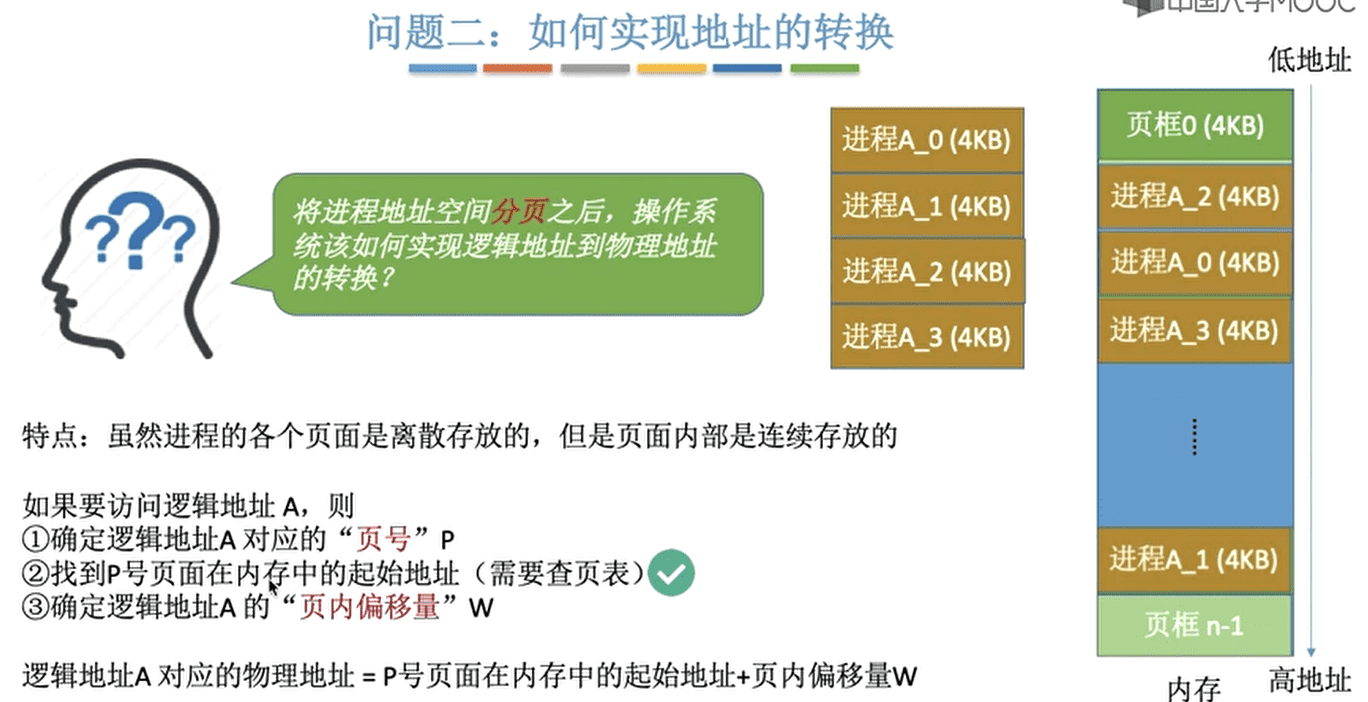 中国大学MOOC
问题二：如何实现地址的转换
低地址
将进程地址空间分页之后，操作系
统该如何实现逻辑地址到物理地址
的转换？
???
进程A_0 (4KB)
进程A_1 (4KB)
进程A_2 (4KB)
进程A_3 (4KB)
页框0 (4KB)
进程A_2 (4KB)
进程A_0 (4KB)
进程A_3 (4KB)
进程A_1 (4KB)
页框 n-1
内存
高地址
特点：虽然进程的各个页面是离散存放的，但是页面内部是连续存放的
如果要访问逻辑地址 A，则
①确定逻辑地址A 对应的“页号”P
②找到P号页面在内存中的起始地址（需要查页表）
③确定逻辑地址A 的“页内偏移量”W
逻辑地址A 对应的物理地址 = P号页面在内存中的起始地址+页内偏移量W